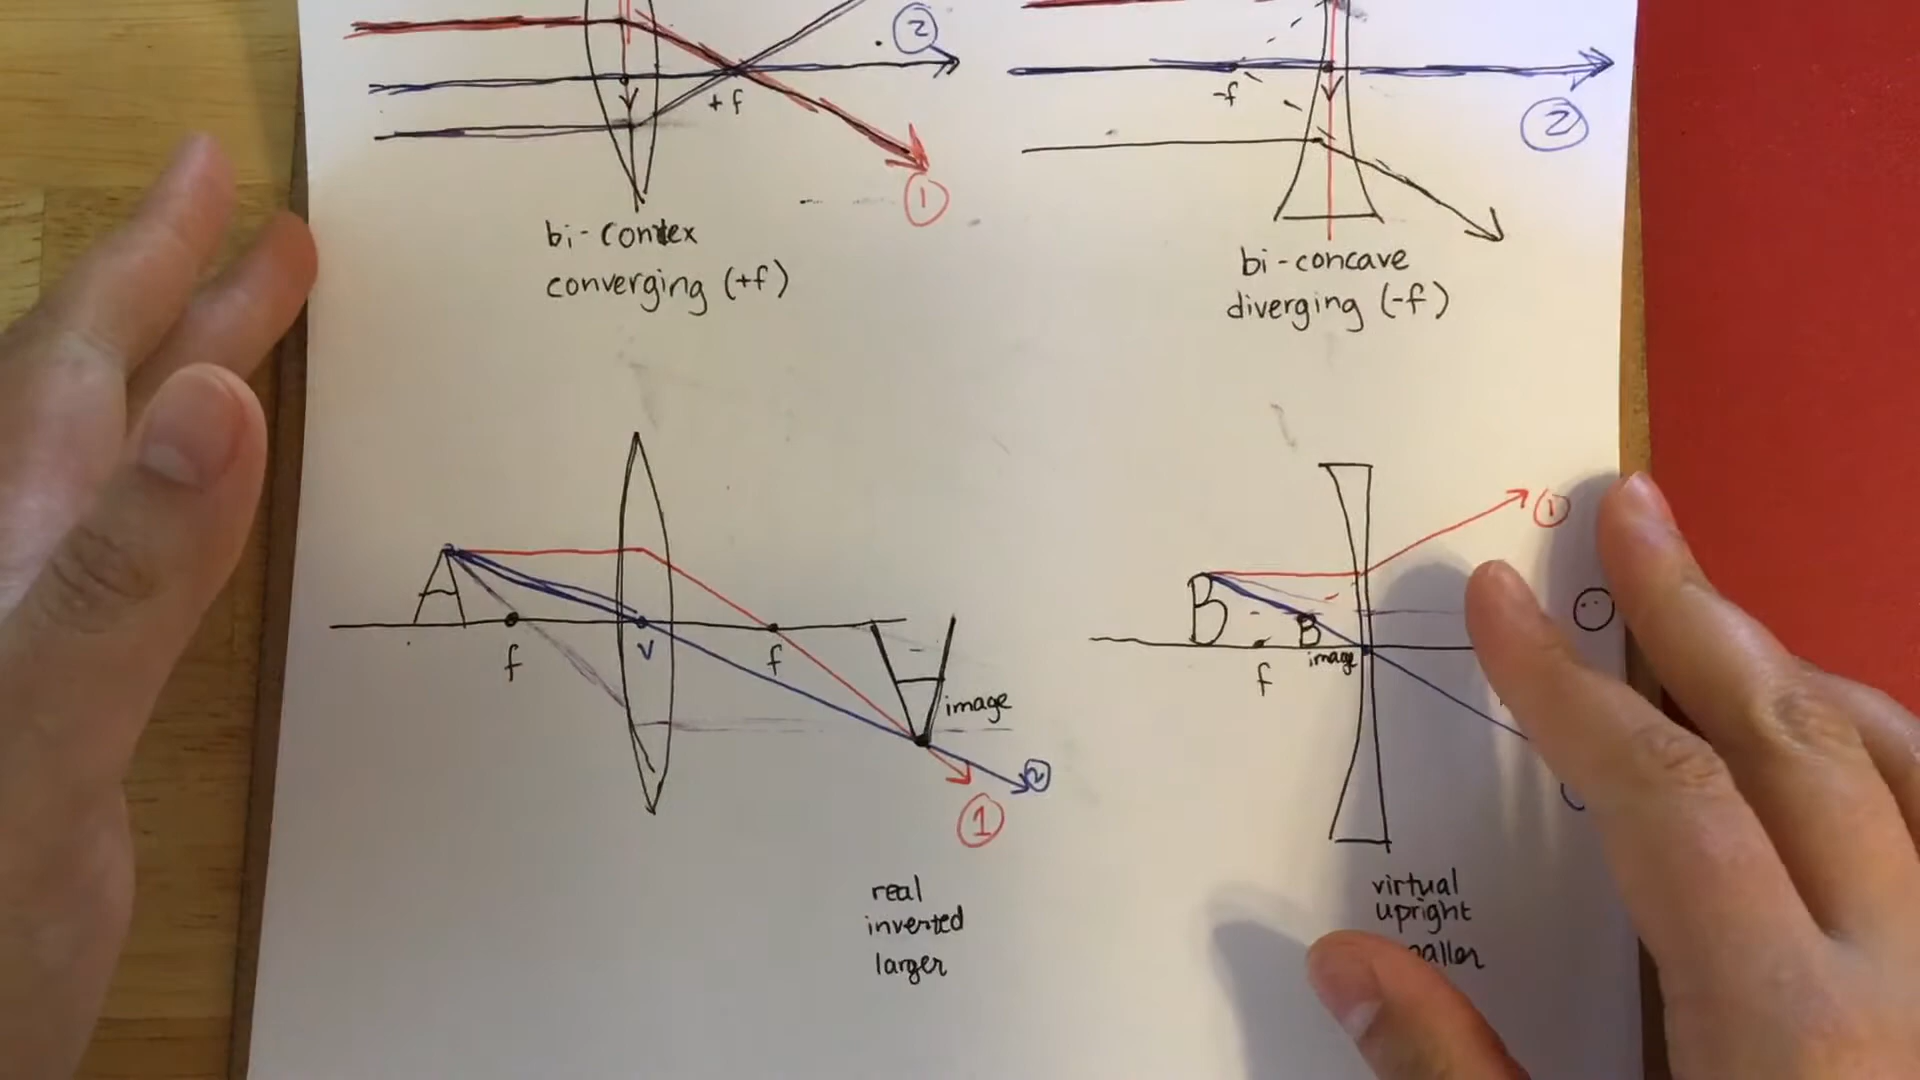 2
+f
1
bi-convex
converging (+f)
-f
2
bi-concave
diverging (-f)
A
f
v
f
image
2
1
real
inverted
larger
1
B
B
image
f
virtual
upright